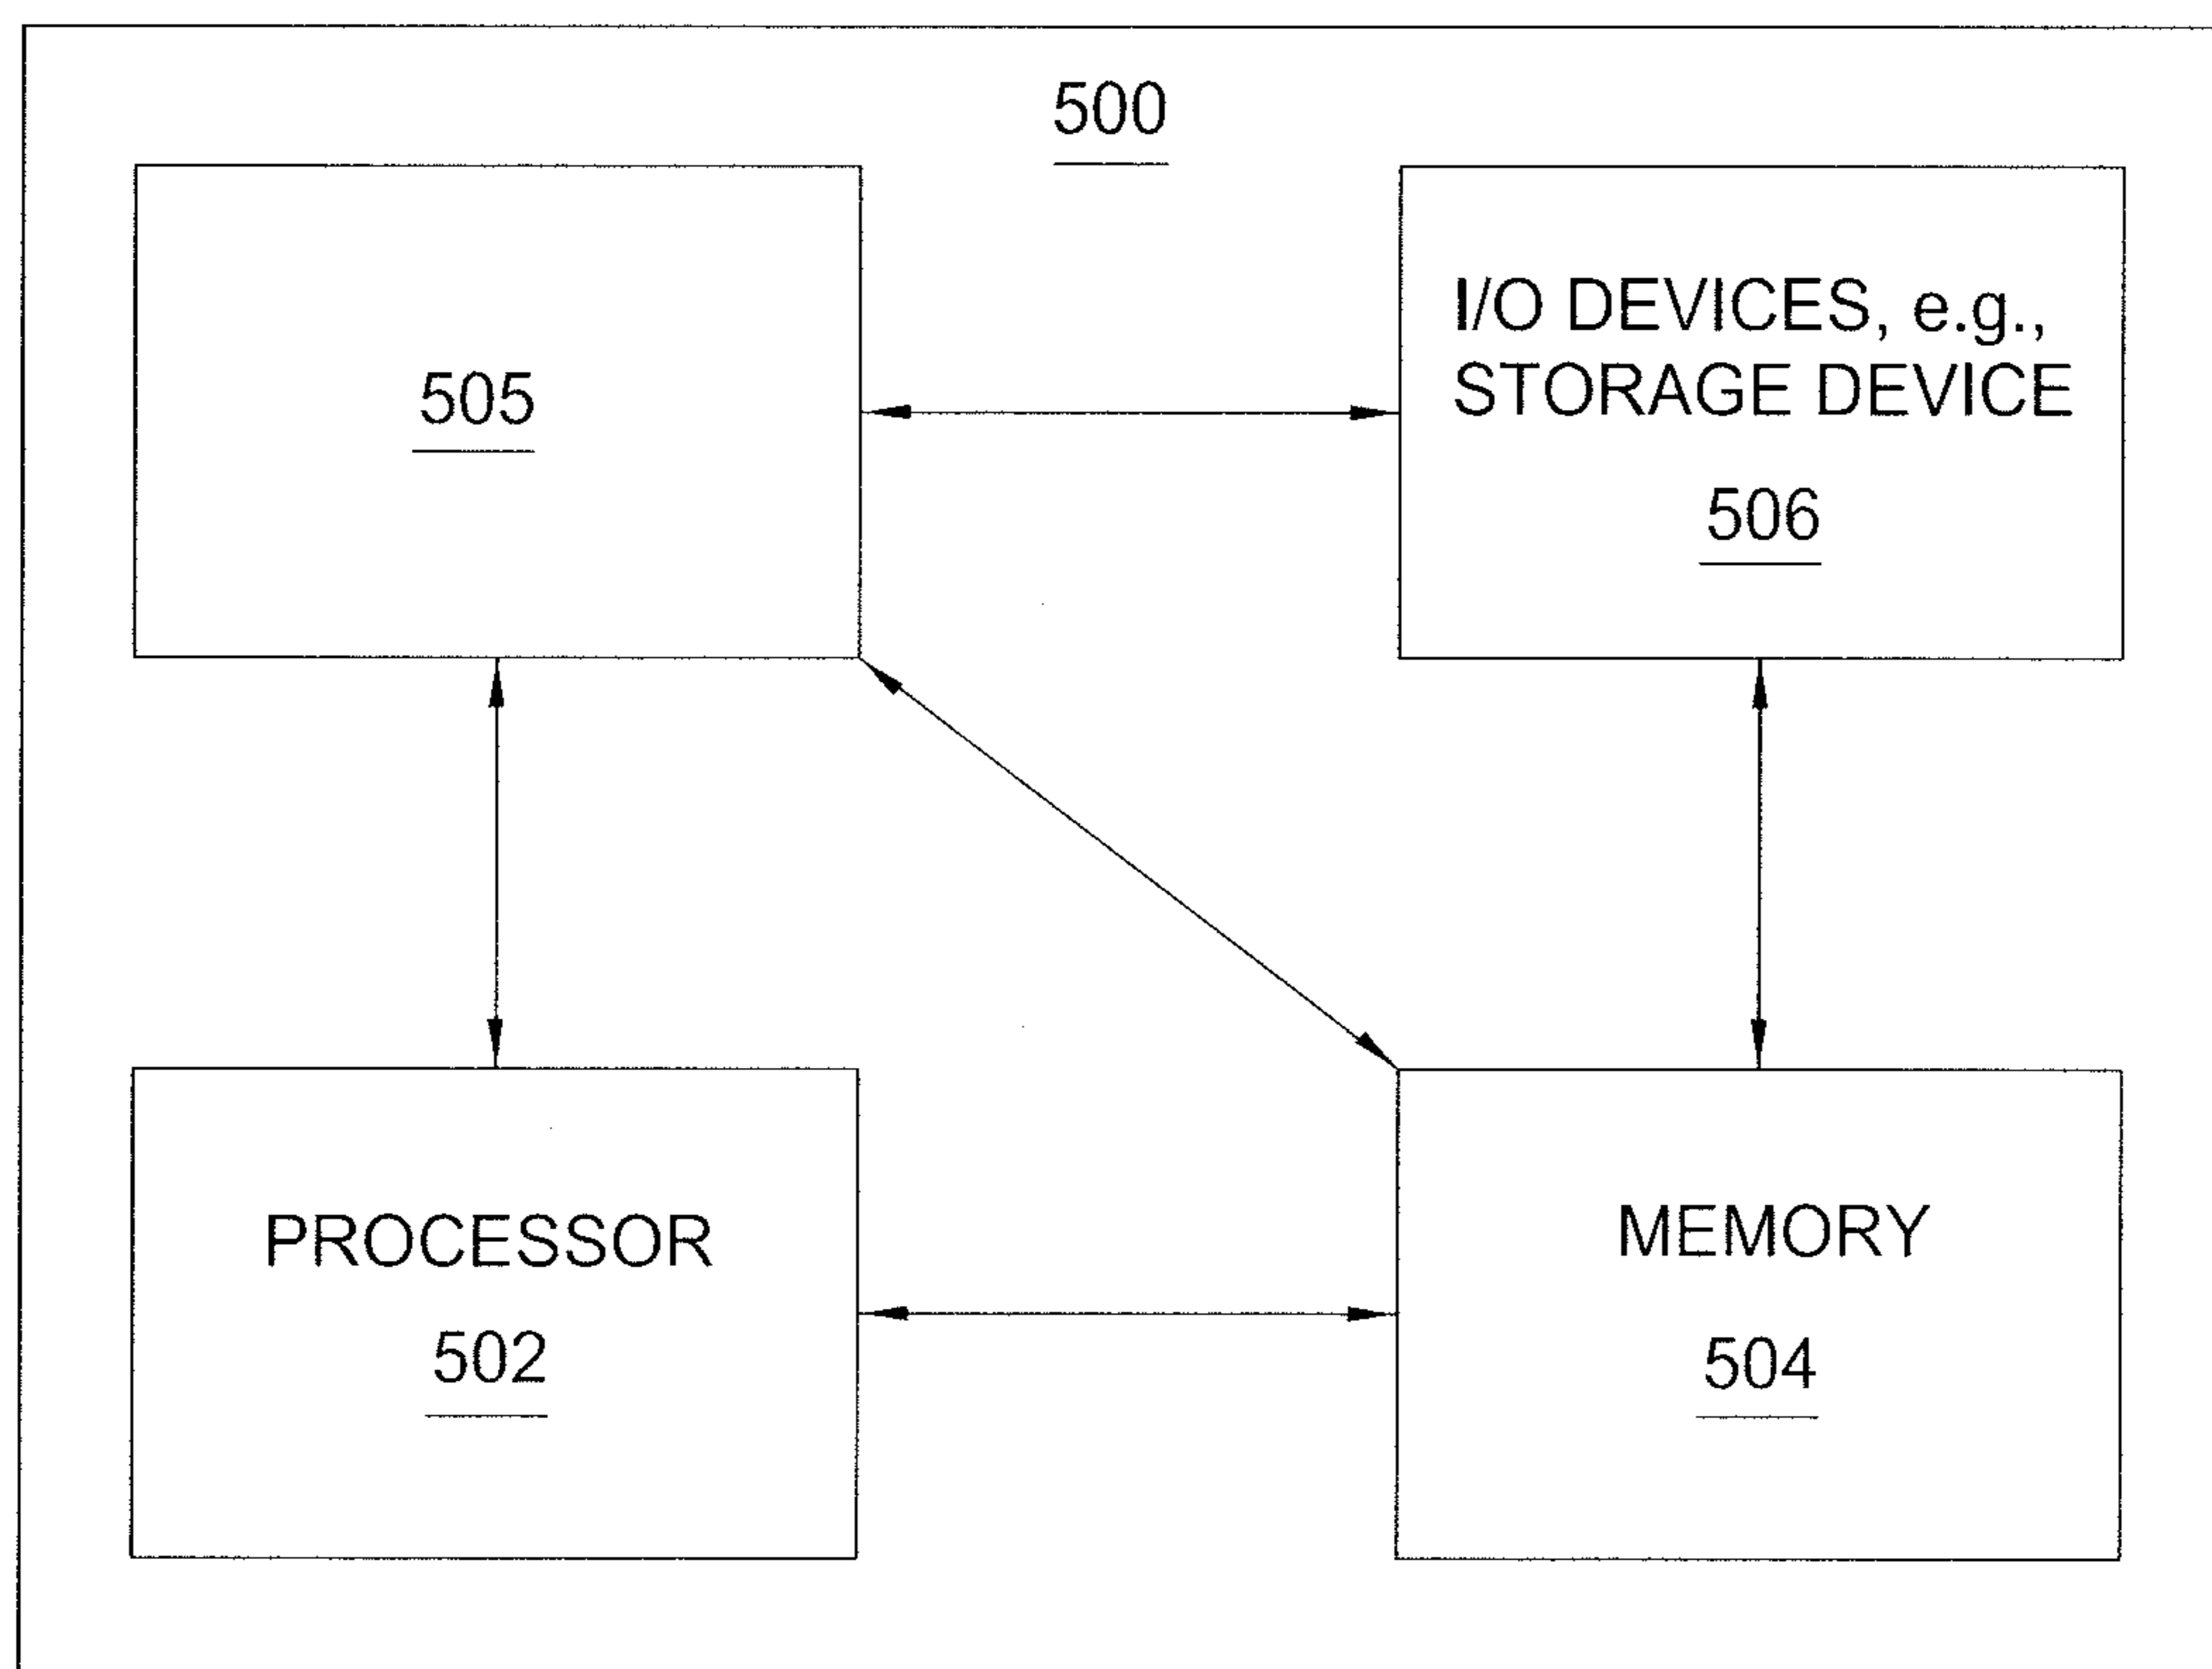 500
505
I/O DEVICES, e.g.,
STORAGE DEVICE
506
PROCESSOR
502
MEMORY
504